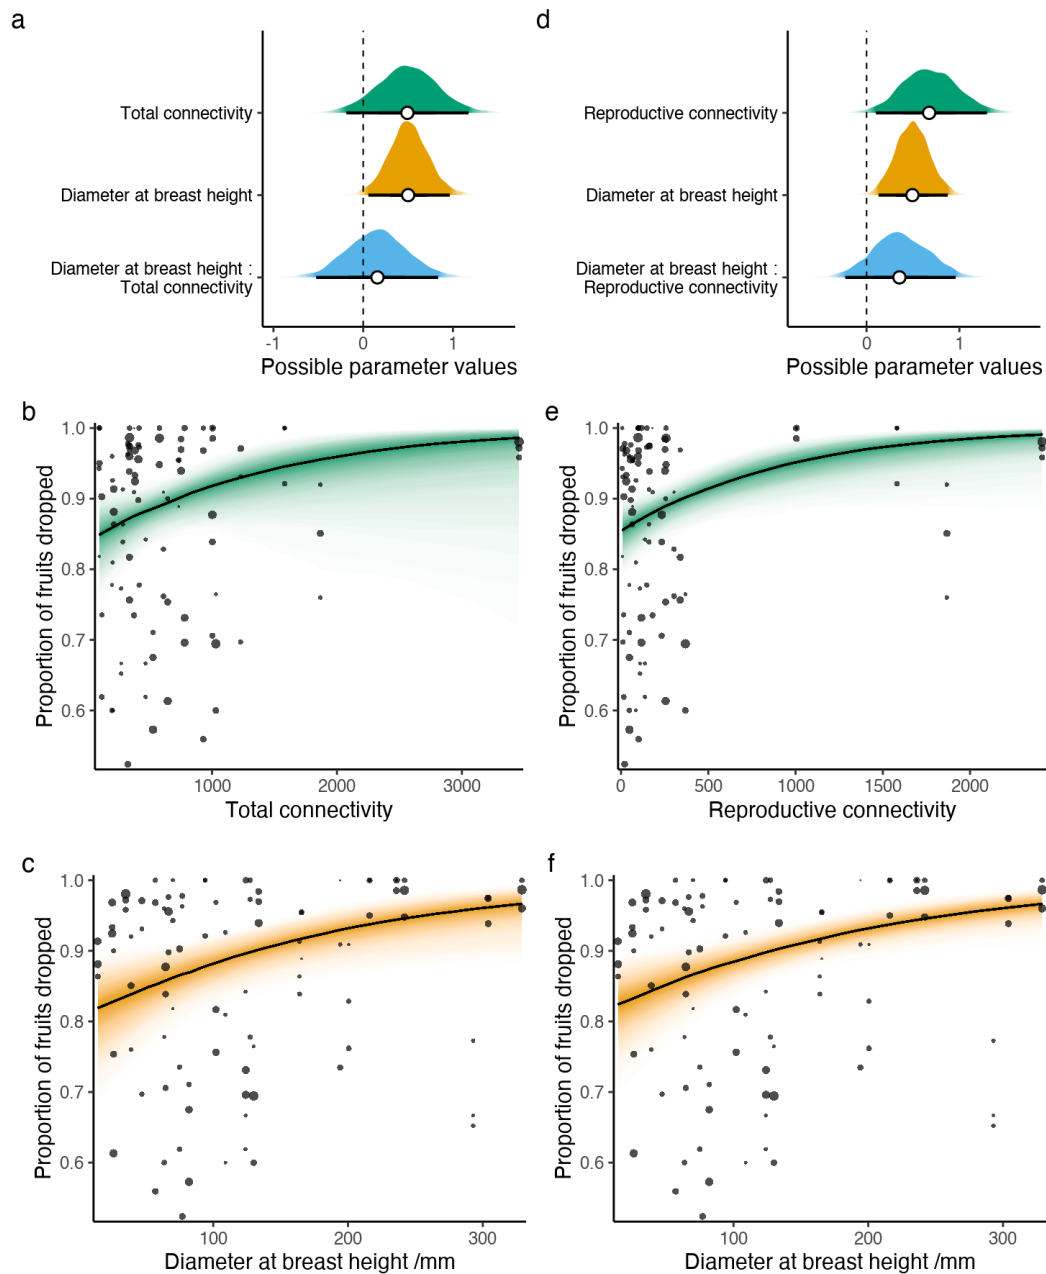 a
Total connectivity
Diameter at breast height
Diameter at breast height :
Total connectivity
-1
0
1
Possible parameter values
d
Reproductive connectivity
Diameter at breast height
Diameter at breast height :
Reproductive connectivity
0
1
Possible parameter values
b
Proportion of fruits dropped
1.0
0.9
0.8
0.7
0.6
1000
2000
3000
Total connectivity
e
Proportion of fruits dropped
1.0
0.9
0.8
0.7
0.6
0
500
1000
1500
2000
Reproductive connectivity
c
Proportion of fruits dropped
1.0
0.9
0.8
0.7
0.6
100
200
300
Diameter at breast height /mm
f
Proportion of fruits dropped
1.0
0.9
0.8
0.7
0.6
100
200
300
Diameter at breast height /mm